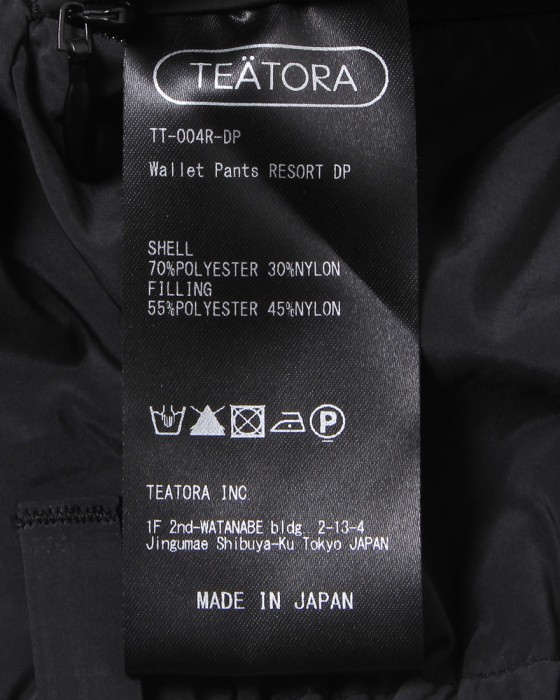 TEÄTORA
TT-004R-DP
Wallet Pants RESORT DP
SHELL
70%POLYESTER 30%NYLON
FILLING
55%POLYESTER 45%NYLON
P
TEATORA INC
1F 2nd-WATANABE bldg. 2-13-4
Jingumae Shibuya-Ku Tokyo JAPAN
MADE IN JAPAN